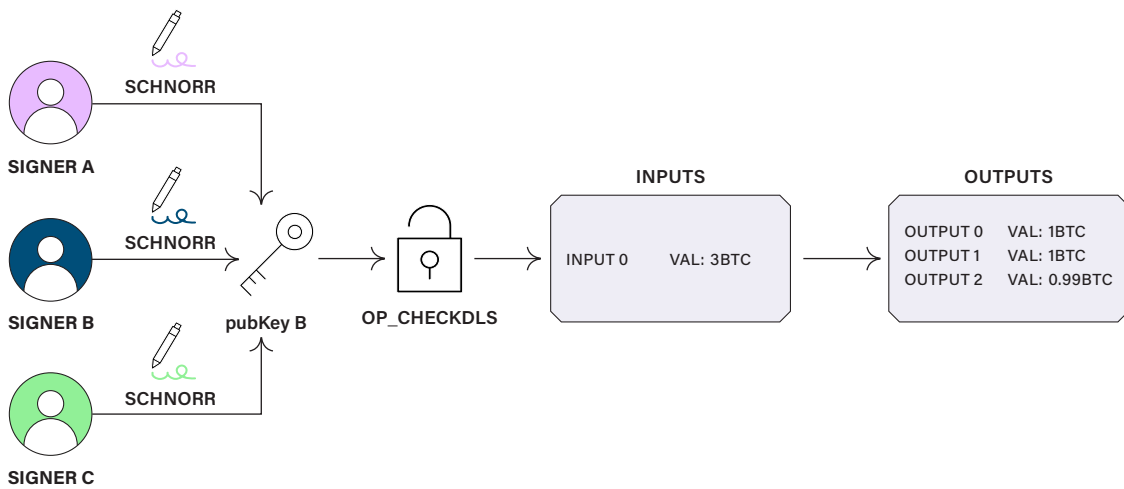 SCHNORR
SIGNER A
SCHNORR
SIGNER B
SCHNORR
SIGNER C
pubKey B
OP_CHECKDLS
INPUTS
INPUT 0 VAL: 3BTC
OUTPUTS
OUTPUT 0 VAL: 1BTC
OUTPUT 1 VAL: 1BTC
OUTPUT 2 VAL: 0.99BTC